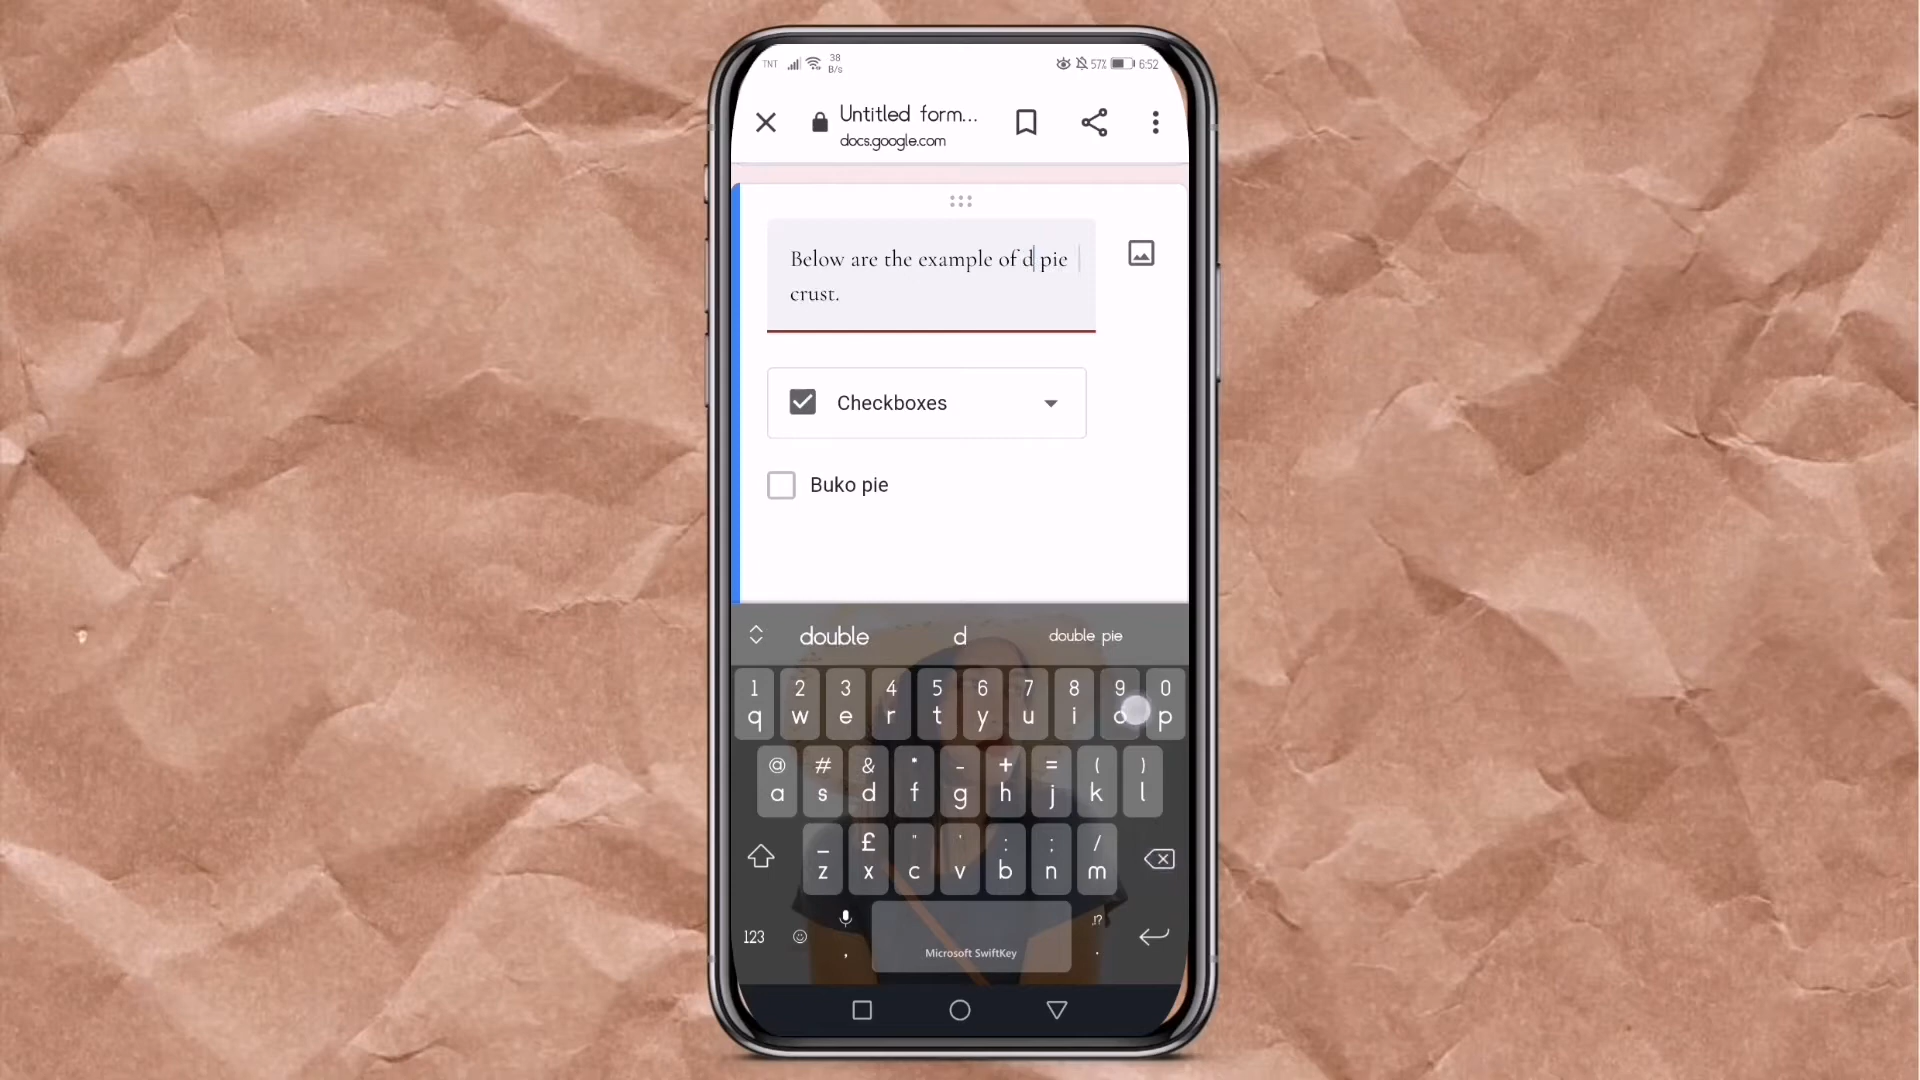 TNT 38 B/s 57% 6:52
Untitled form...
docs.google.com
Below are the example of d pie
crust.
Checkboxes
Buko pie
double d double pie
1 2 3 4 5 6 7 8 9 0
q w e r t y u i o p
@ # & * - + = ( )
a s d f g h j k l
_ £ " ' : ; /
z x c v b n m
123 , Microsoft SwiftKey .!? .